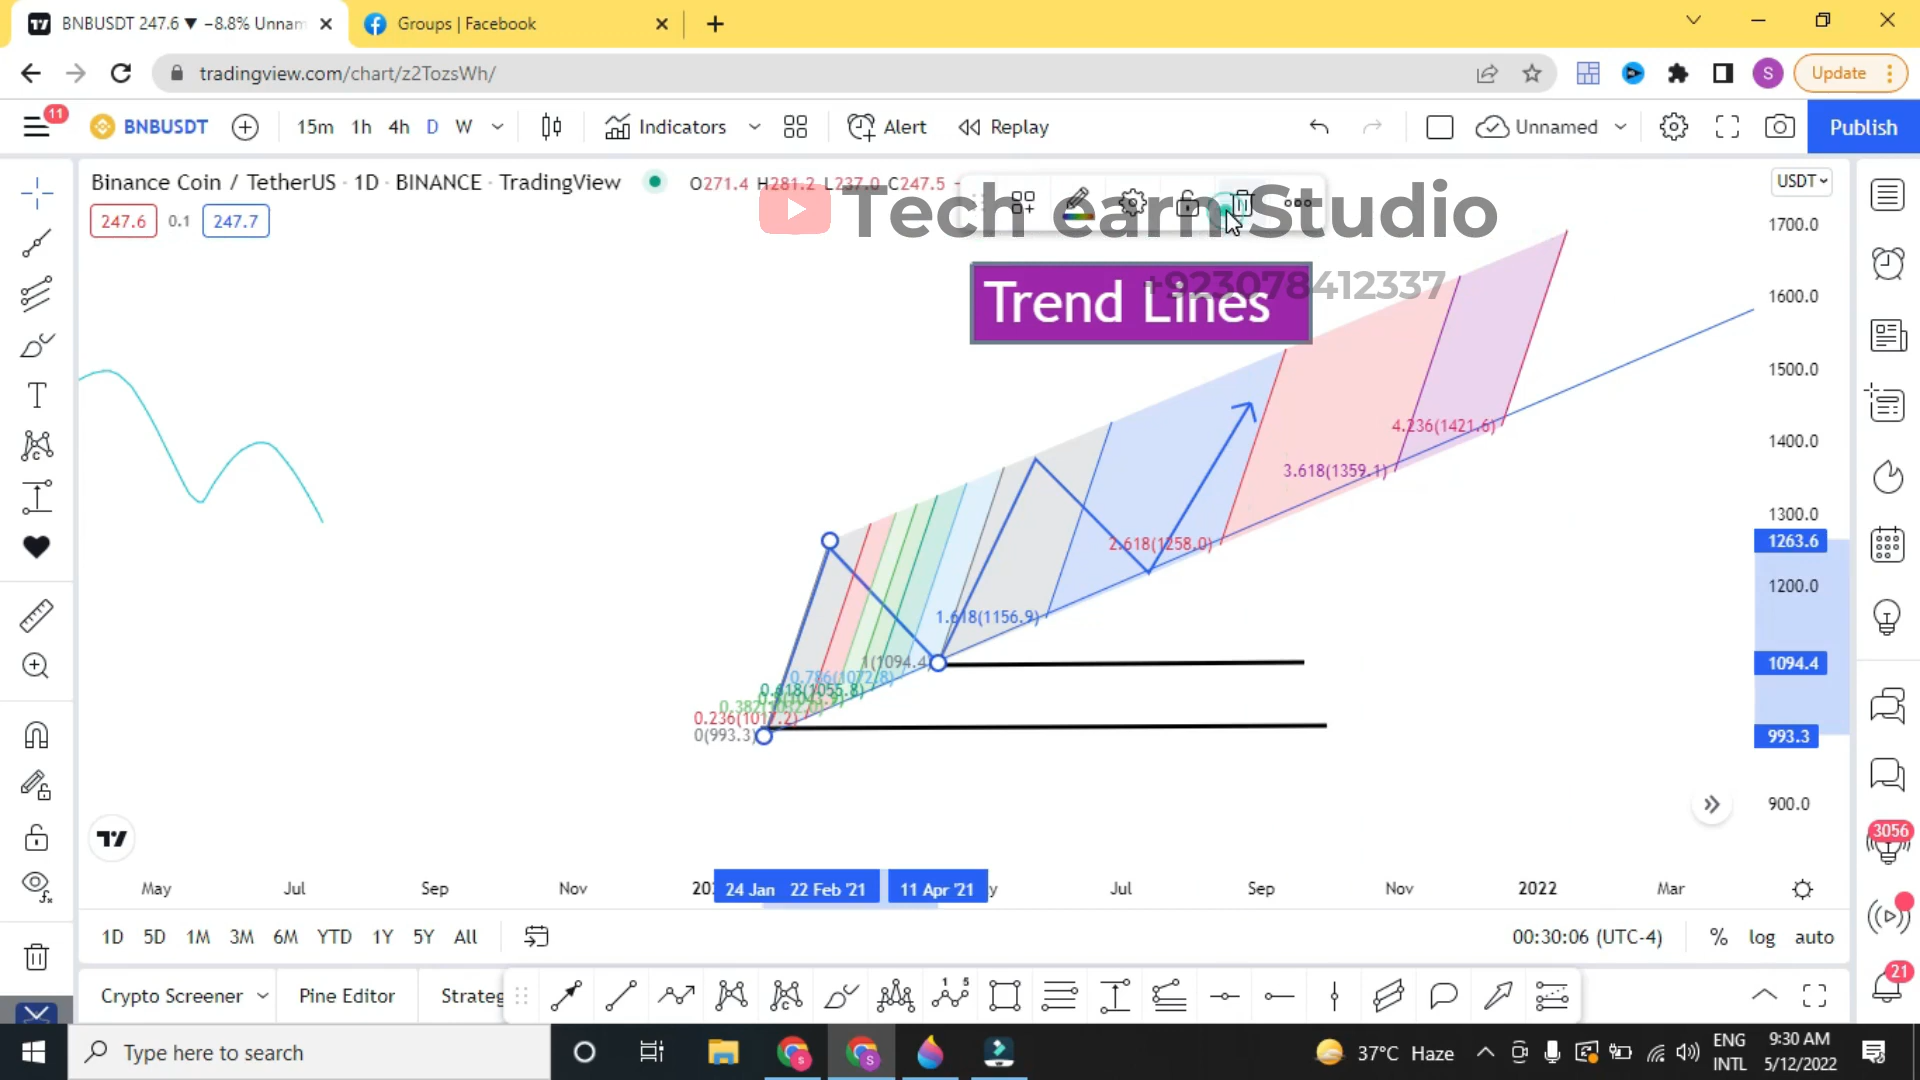 BNBUSDT 247.6 ▼ −8.8% Unnam
Groups | Facebook
tradingview.com/chart/z2TozsWh/
S
Update
11
BNBUSDT
15m 1h 4h D W
Indicators
Alert
Replay
Unnamed
Publish
Binance Coin / TetherUS · 1D · BINANCE · TradingView
O271.4 H281.2 L237.0 C247.5
USDT
247.6 0.1 247.7
Tech earn Studio
+923078412337
Trend Lines
1700.0
1600.0
1500.0
1400.0
1300.0
1263.6
1200.0
1094.4
993.3
900.0
4.236(1421.6)
3.618(1359.1)
2.618(1258.0)
1.618(1156.9)
1(1094.4)
0.786(1072.8)
0.618(1055.8)
0.236(1017.2)
0(993.3)
3056
May Jul Sep Nov 24 Jan 22 Feb '21 11 Apr '21 Jul Sep Nov 2022 Mar
1D 5D 1M 3M 6M YTD 1Y 5Y All
00:30:06 (UTC-4) % log auto
21
Crypto Screener Pine Editor Strateg
Type here to search
37°C Haze
ENG
INTL
9:30 AM
5/12/2022